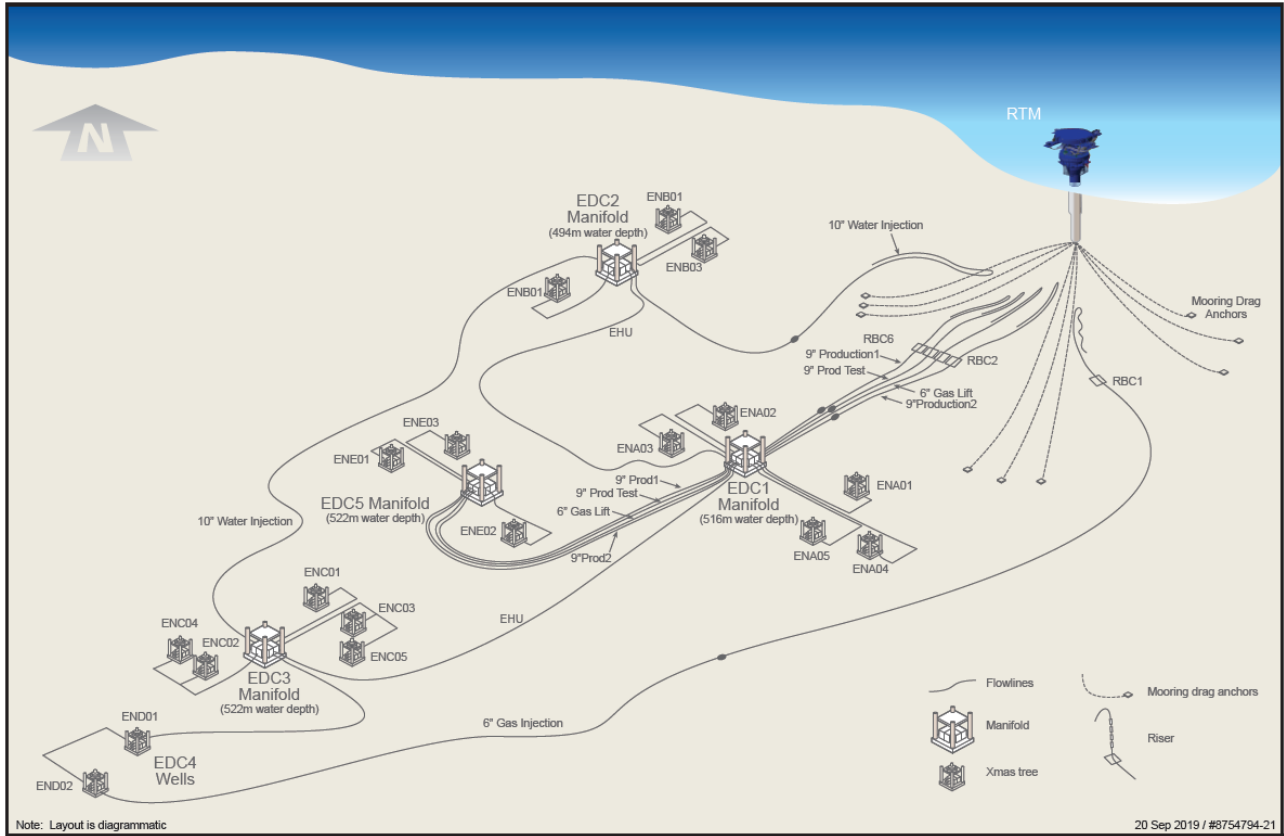 N
RTM
EDC2
Manifold
(494m water depth)
ENB01
ENB03
ENB01
10" Water Injection
Mooring Drag
Anchors
EHU
RBC6
9" Production1
RBC2
9" Prod Test
6" Gas Lift
9"Production2
RBC1
ENA02
ENA03
ENE03
ENE01
EDC5 Manifold
(522m water depth)
ENE02
9" Prod1
9" Prod Test
6" Gas Lift
9"Prod2
EDC1
Manifold
(516m water depth)
ENA01
ENA05
ENA04
10" Water Injection
ENC01
ENC03
ENC04
ENC02
ENC05
EHU
EDC3
Manifold
(522m water depth)
END01
EDC4
Wells
END02
6" Gas Injection
Flowlines
Mooring drag anchors
Manifold
Riser
Xmas tree
Note: Layout is diagrammatic
20 Sep 2019 / #8754794-21